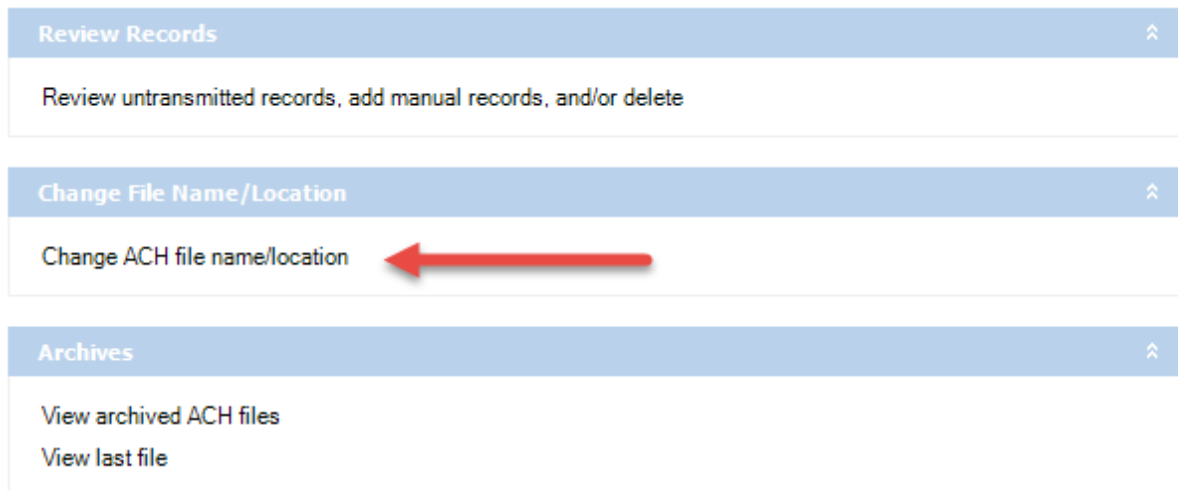 Review Records
Review untransmitted records, add manual records, and/or delete
Change File Name/Location
Change ACH file name/location
Archives
View archived ACH files
View last file